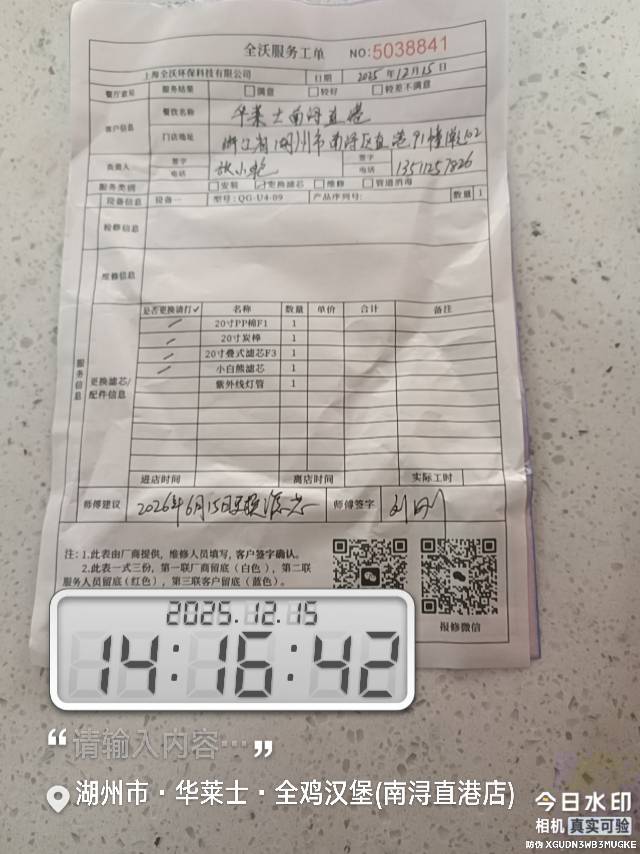 全沃服务工单 NO:5038841
上海全沃环保科技有限公司 日期 2025年12月15日
餐厅意见 服务结果 满意 较好 较差不满意
客户信息 餐饮名称 华莱士南浔直港
门店地址 浙江省湖州市南浔区直港91幢
负责人 签字 电话 签字 电话
服务类别 安装 更换滤芯 维修 管道消毒
设备信息 设备一 型号:QG-U4-89 产品序列号: 数量 1
检修信息
维修信息
服务信息
更换滤芯/配件信息
是否更换请打✓ 名称 数量 单价 合计 备注
20寸PP棉F1 1
20寸炭棒 1
20寸叠式滤芯F3 1
小白熊滤芯 1
紫外线灯管 1
进店时间 离店时间 实际工时
师傅建议 2026年6月15日更换滤芯 师傅签字 刘刚
注:1.此表由厂商提供,维修人员填写,客户签字确认。
2.此表一式三份,第一联厂商留底(白色),第二联
服务人员留底(红色),第三联客户留底(蓝色)。
报修微信
2025.12.15
14:16:42
“请输入内容…”
湖州市·华莱士·全鸡汉堡(南浔直港店)
今日水印
相机 真实可验
防伪 XGUDN3WB3MUGKE